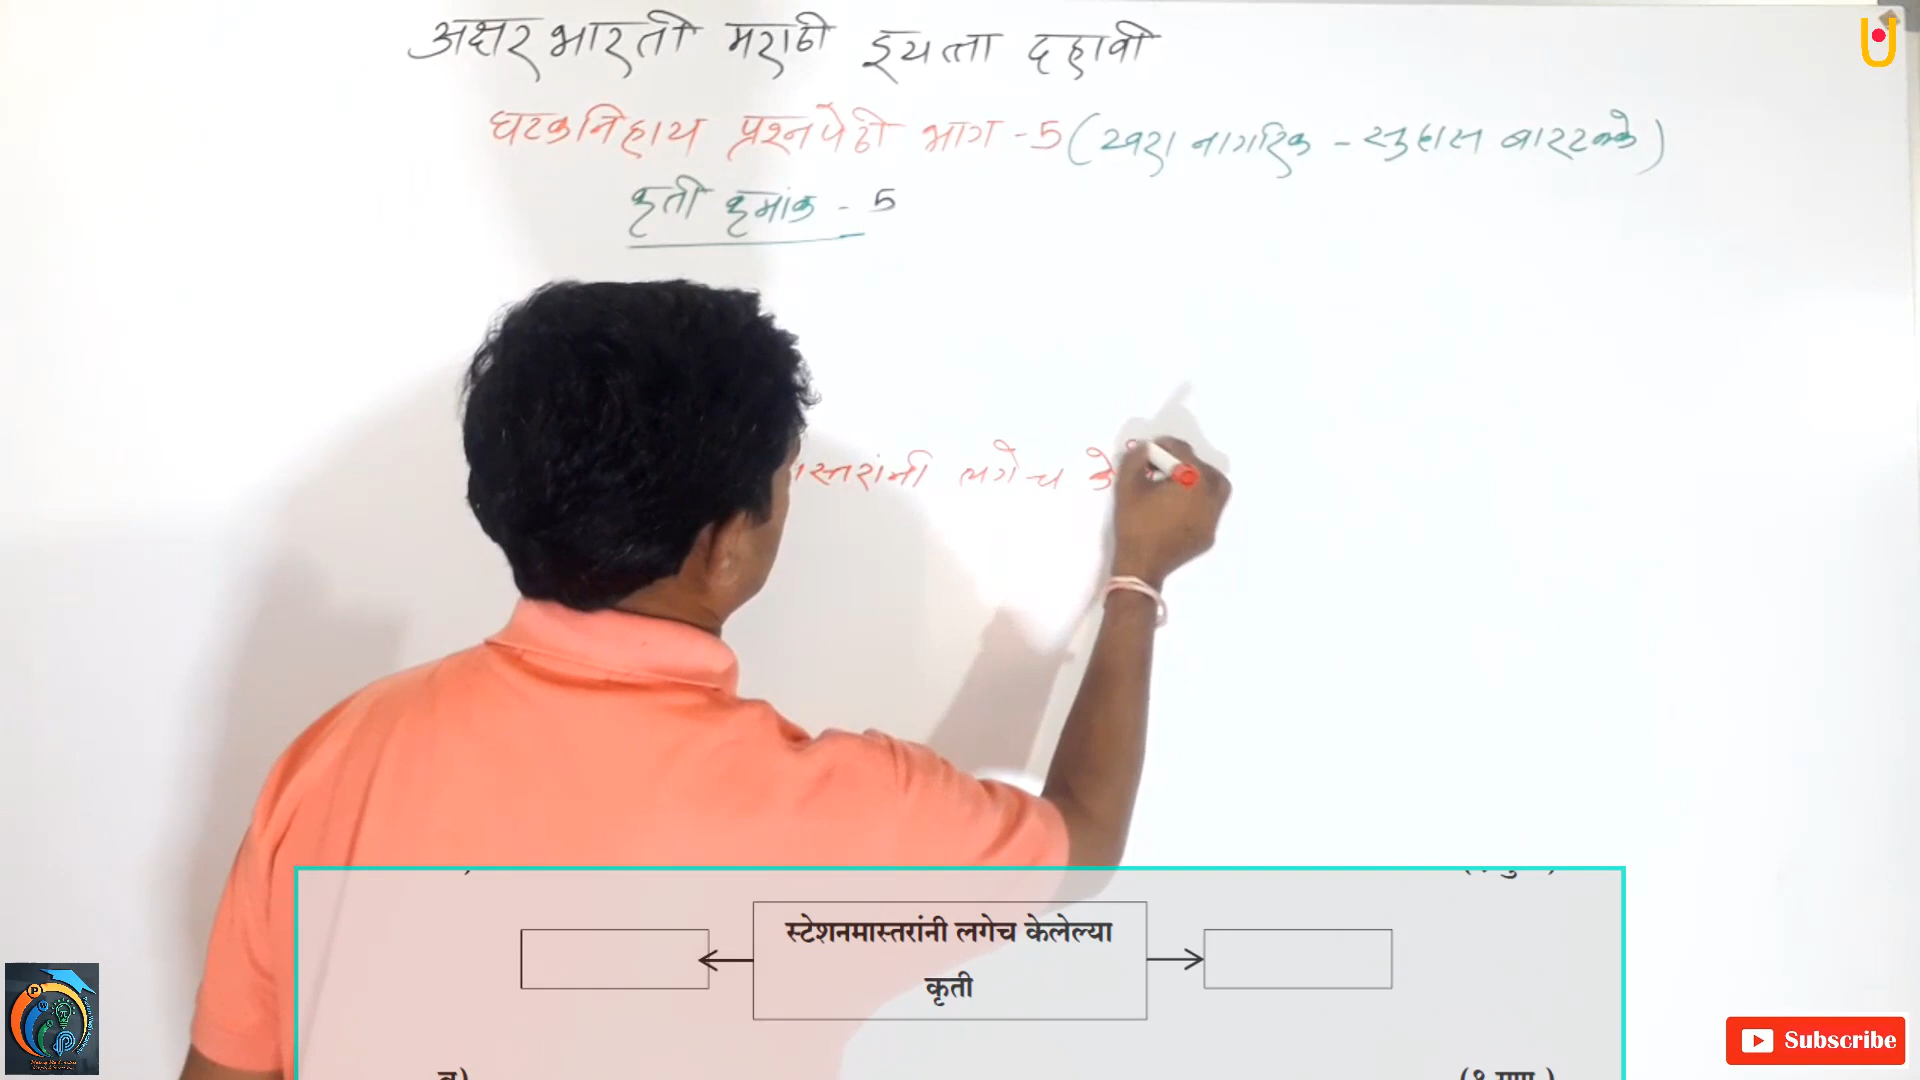 अक्षरभारती मराठी इयत्ता दहावी
घटकनिहाय प्रश्नपेढी भाग - 5 (खरा नागरिक - सुहास बारटक्के)
कृती क्रमांक - 5
स्तरांनी लगेच के
स्टेशनमास्तरांनी लगेच केलेल्या
कृती
Subscribe